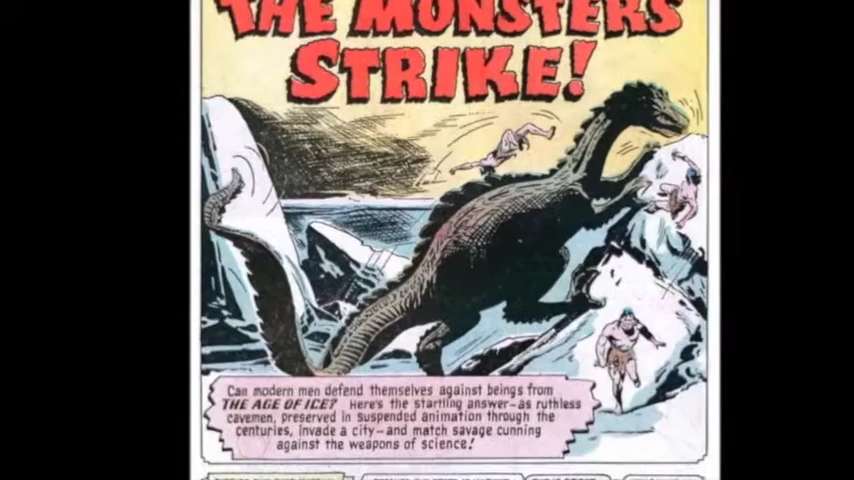 THE MONSTERS
STRIKE!
Can modern men defend themselves against beings from
THE AGE OF ICE? Here's the startling answer—as ruthless
cavemen, preserved in suspended animation through the
centuries, invade a city—and match savage cunning
against the weapons of science!